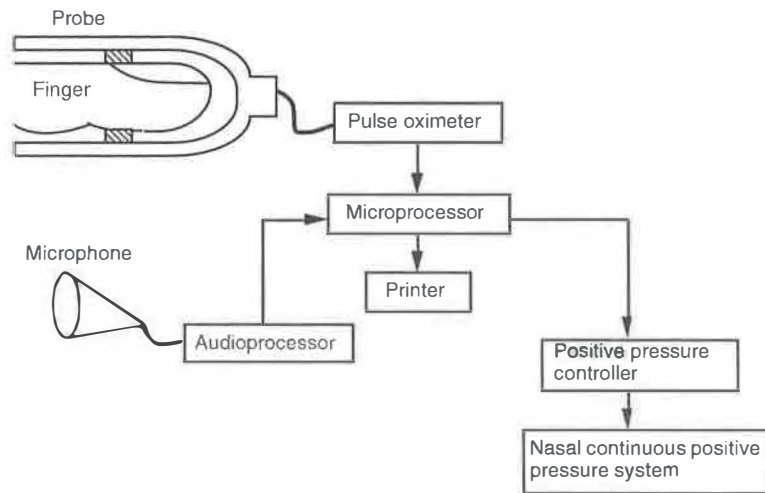 Probe
Finger
Pulse oximeter
Microprocessor
Microphone
Printer
Audioprocessor
Positive pressure
controller
Nasal continuous positive
pressure system